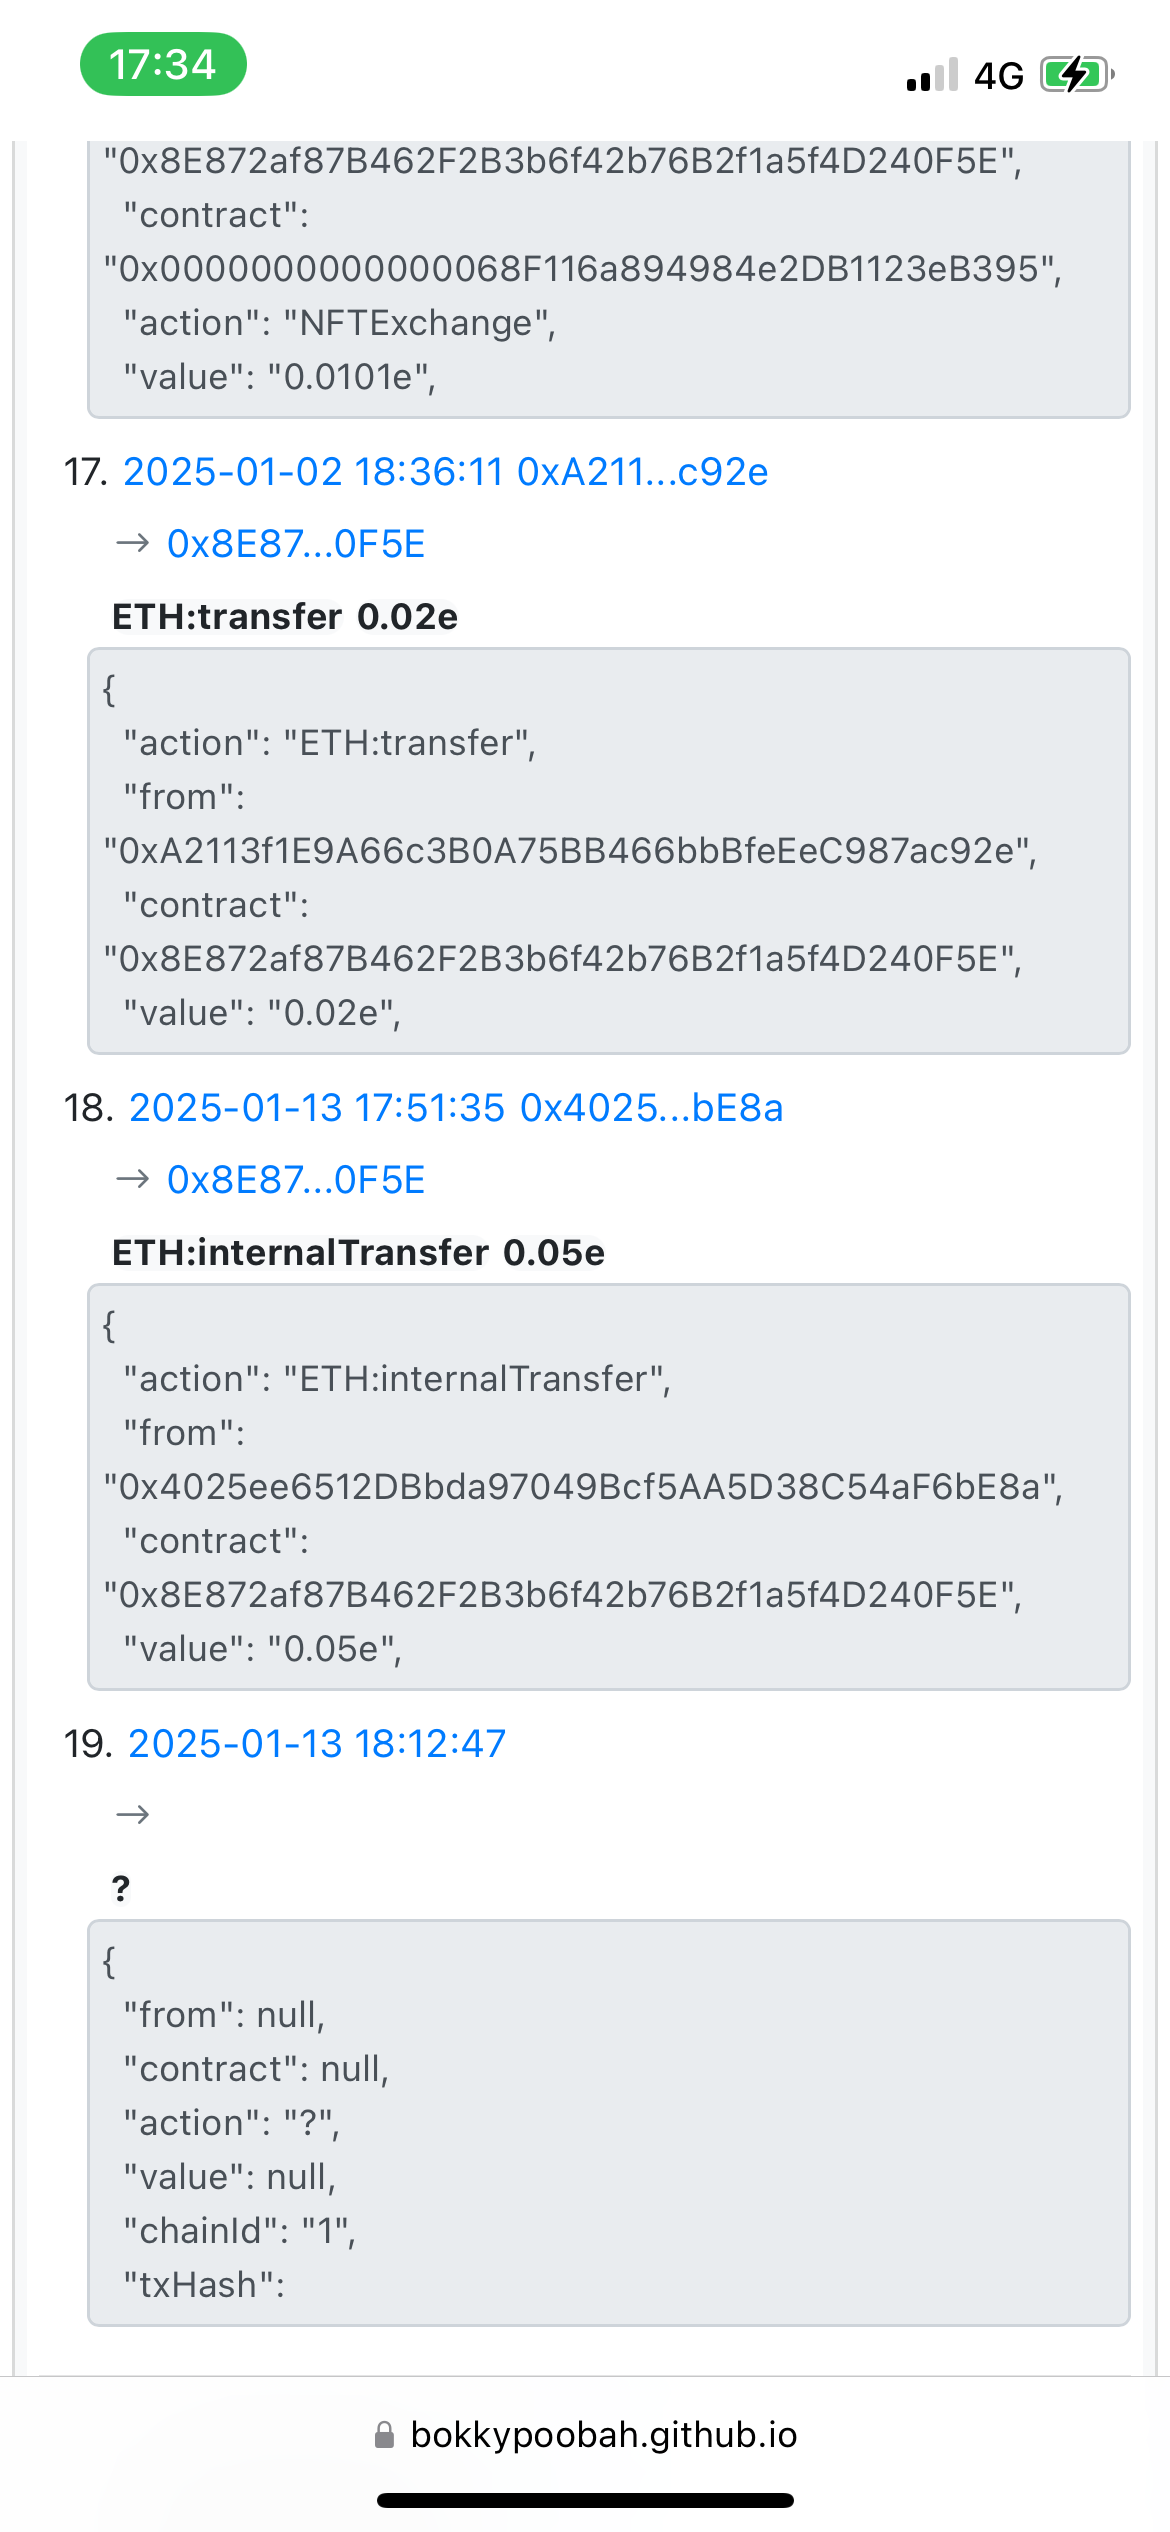 17:34
4G
"0x8E872af87B462F2B3b6f42b76B2f1a5f4D240F5E",
"contract":
"0x0000000000000068F116a894984e2DB1123eB395",
"action": "NFTExchange",
"value": "0.0101e",
17. 2025-01-02 18:36:11 0xA211...c92e
→ 0x8E87...0F5E
ETH:transfer 0.02e
{
"action": "ETH:transfer",
"from":
"0xA2113f1E9A66c3B0A75BB466bbBfeEeC987ac92e",
"contract":
"0x8E872af87B462F2B3b6f42b76B2f1a5f4D240F5E",
"value": "0.02e",
18. 2025-01-13 17:51:35 0x4025...bE8a
→ 0x8E87...0F5E
ETH:internalTransfer 0.05e
{
"action": "ETH:internalTransfer",
"from":
"0x4025ee6512DBbda97049Bcf5AA5D38C54aF6bE8a",
"contract":
"0x8E872af87B462F2B3b6f42b76B2f1a5f4D240F5E",
"value": "0.05e",
19. 2025-01-13 18:12:47
→
?
{
"from": null,
"contract": null,
"action": "?",
"value": null,
"chainId": "1",
"txHash":
bokkypoobah.github.io